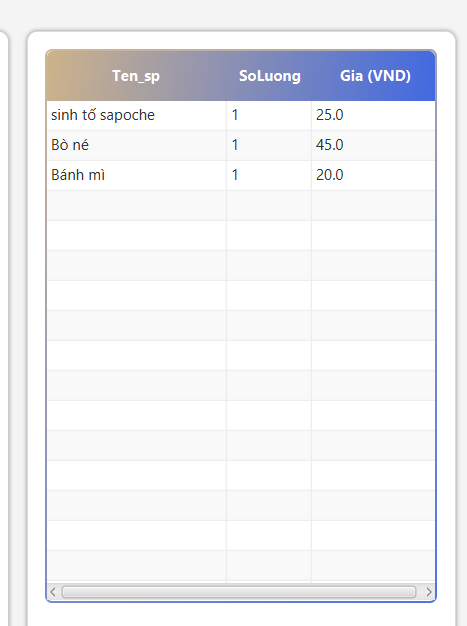 Ten_sp SoLuong Gia (VND)
sinh tố sapoche 1 25.0
Bò né 1 45.0
Bánh mì 1 20.0